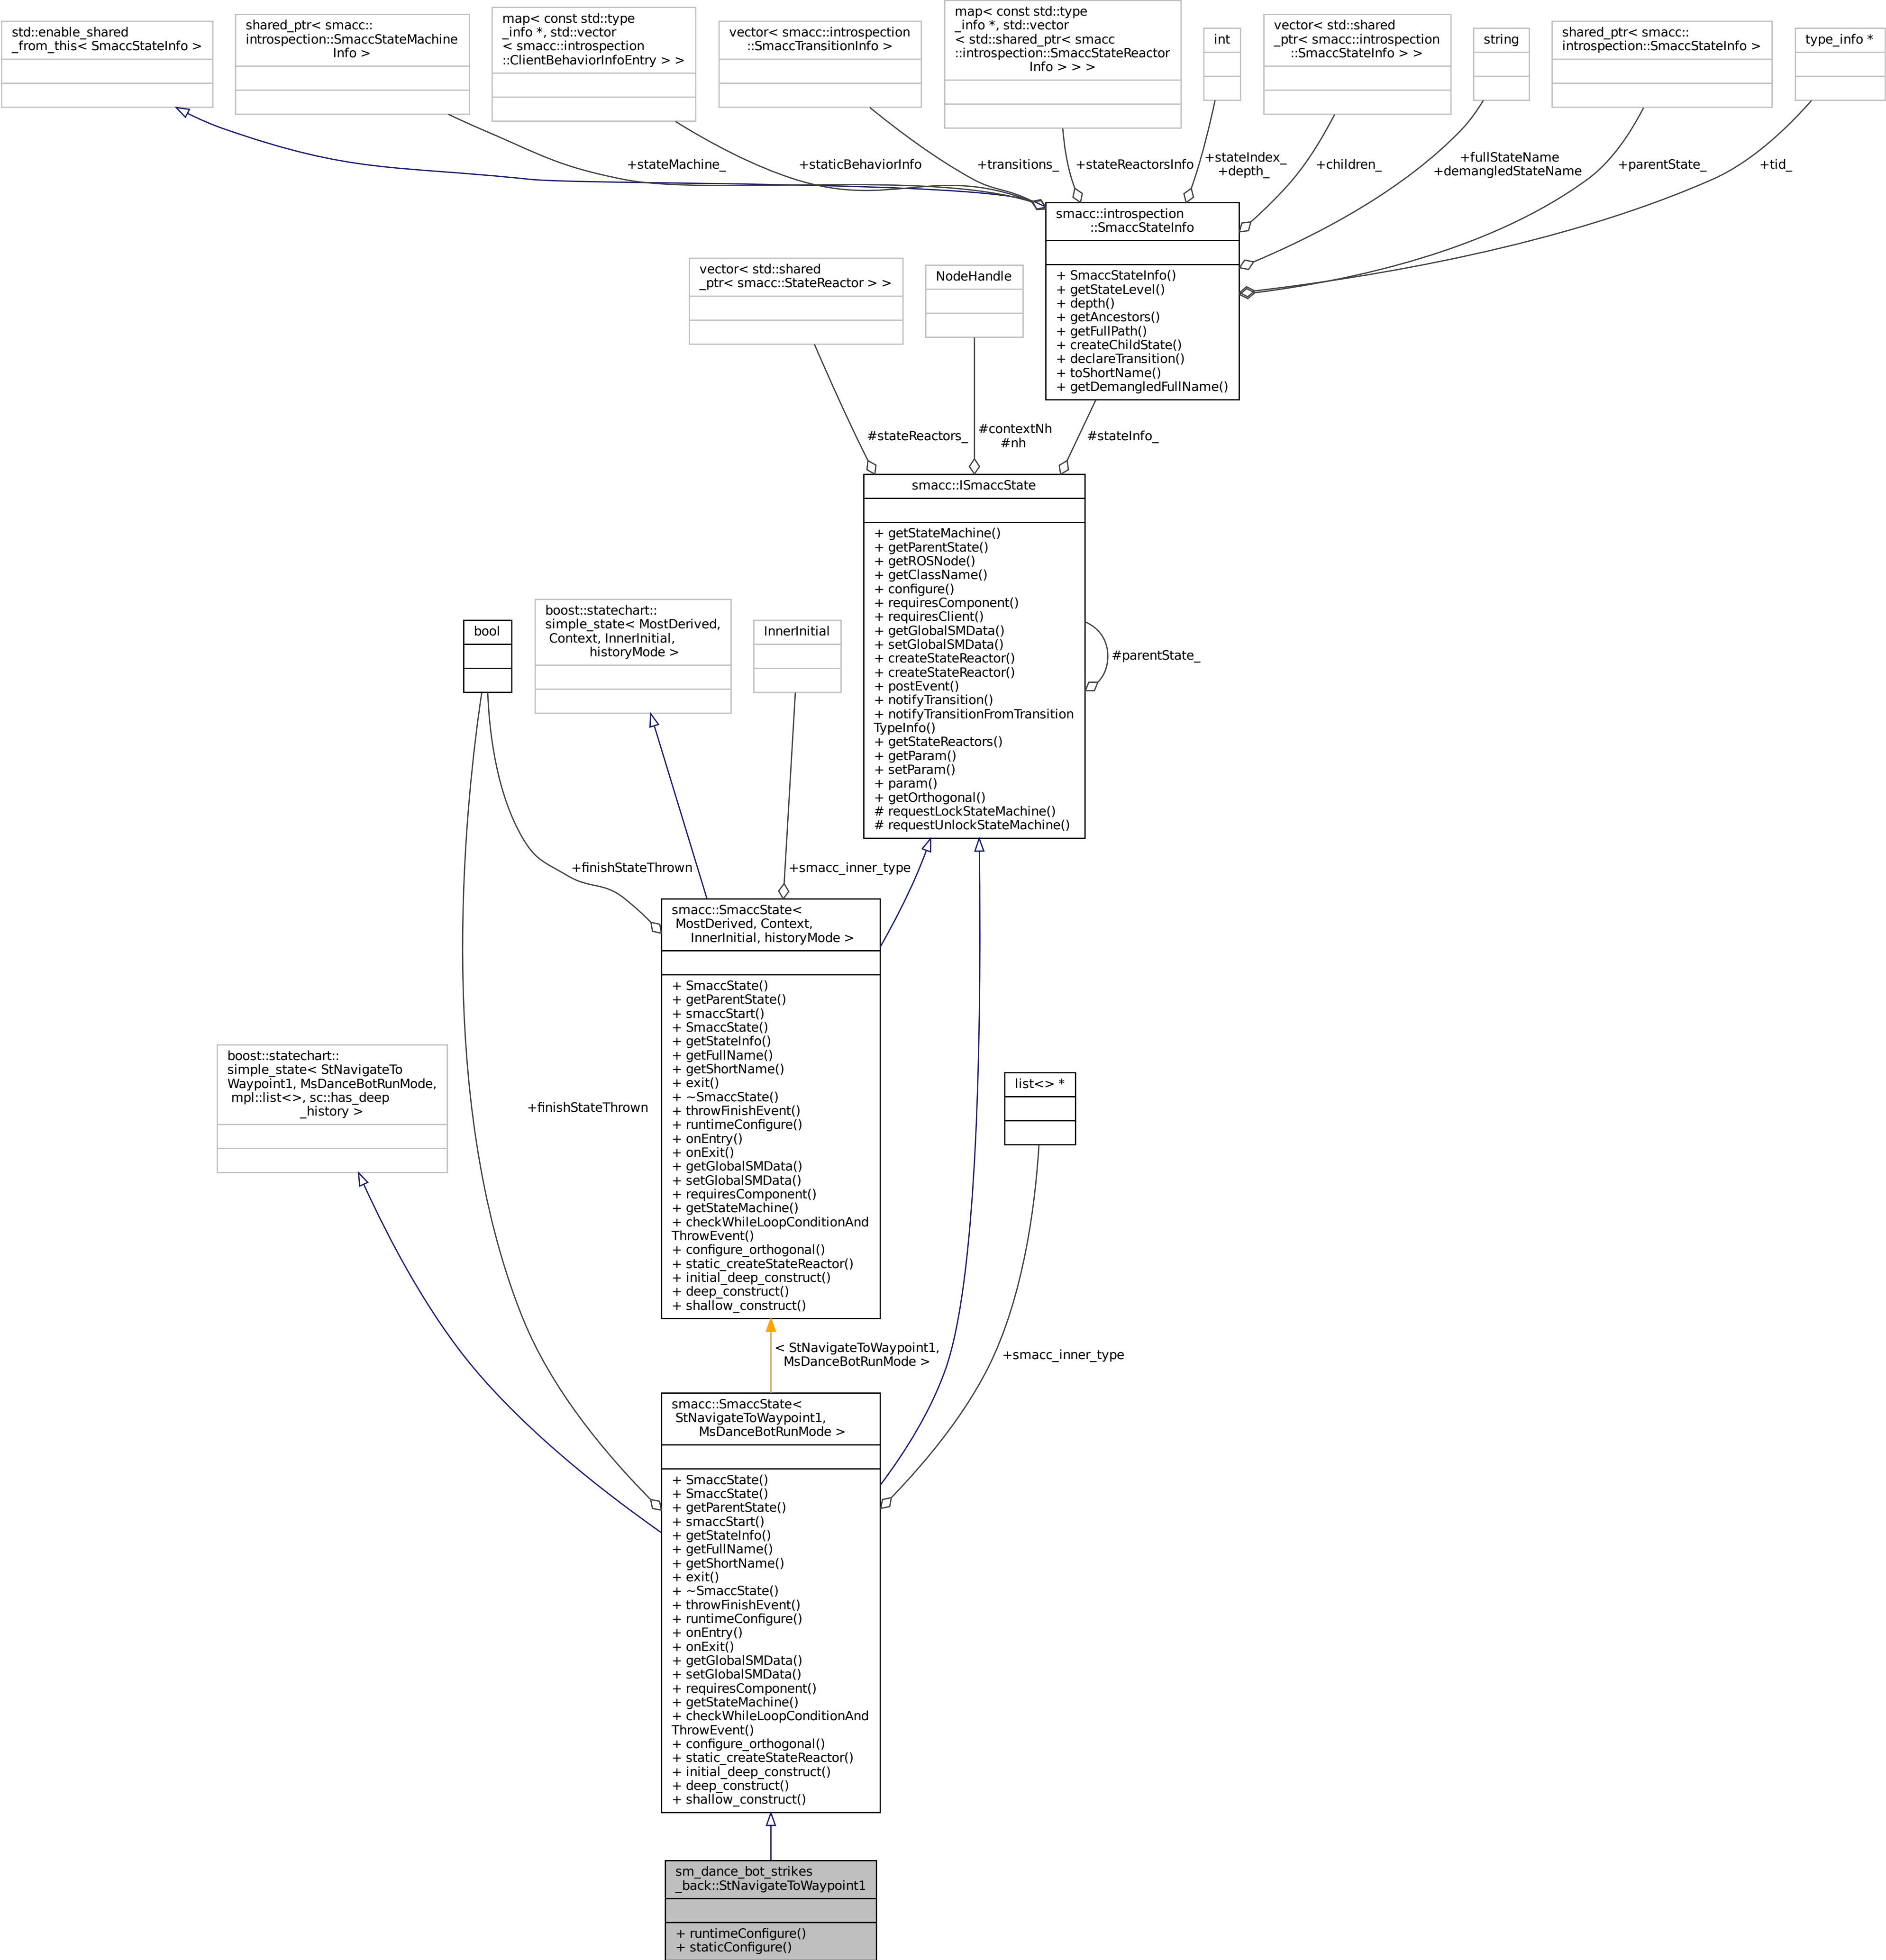 std::enable_shared
_from_this< SmaccStateInfo >
shared_ptr< smacc::
introspection::SmaccStateMachine
Info >
map< const std::type
_info *, std::vector
< smacc::introspection
::ClientBehaviorInfoEntry > >
vector< smacc::introspection
::SmaccTransitionInfo >
map< const std::type
_info *, std::vector
< std::shared_ptr< smacc
::introspection::SmaccStateReactor
Info > > >
int
vector< std::shared
_ptr< smacc::introspection
::SmaccStateInfo > >
string
shared_ptr< smacc::
introspection::SmaccStateInfo >
type_info *
+stateMachine_
+staticBehaviorInfo
+transitions_
+stateReactorsInfo
+stateIndex_
+depth_
+children_
+fullStateName
+demangledStateName
+parentState_
+tid_
smacc::introspection
::SmaccStateInfo
+ SmaccStateInfo()
+ getStateLevel()
+ depth()
+ getAncestors()
+ getFullPath()
+ createChildState()
+ declareTransition()
+ toShortName()
+ getDemangledFullName()
vector< std::shared
_ptr< smacc::StateReactor > >
NodeHandle
#stateReactors_
#contextNh
#nh
#stateInfo_
smacc::ISmaccState
+ getStateMachine()
+ getParentState()
+ getROSNode()
+ getClassName()
+ configure()
+ requiresComponent()
+ requiresClient()
+ getGlobalSMData()
+ setGlobalSMData()
+ createStateReactor()
+ createStateReactor()
+ postEvent()
+ notifyTransition()
+ notifyTransitionFromTransition
TypeInfo()
+ getStateReactors()
+ getParam()
+ setParam()
+ param()
+ getOrthogonal()
# requestLockStateMachine()
# requestUnlockStateMachine()
#parentState_
bool
boost::statechart::
simple_state< MostDerived,
Context, InnerInitial,
historyMode >
InnerInitial
+finishStateThrown
+smacc_inner_type
smacc::SmaccState<
MostDerived, Context,
InnerInitial, historyMode >
+ SmaccState()
+ getParentState()
+ smaccStart()
+ SmaccState()
+ getStateInfo()
+ getFullName()
+ getShortName()
+ exit()
+ ~SmaccState()
+ throwFinishEvent()
+ runtimeConfigure()
+ onEntry()
+ onExit()
+ getGlobalSMData()
+ setGlobalSMData()
+ requiresComponent()
+ getStateMachine()
+ checkWhileLoopConditionAnd
ThrowEvent()
+ configure_orthogonal()
+ static_createStateReactor()
+ initial_deep_construct()
+ deep_construct()
+ shallow_construct()
boost::statechart::
simple_state< StNavigateTo
Waypoint1, MsDanceBotRunMode,
mpl::list<>, sc::has_deep
_history >
+finishStateThrown
list<> *
< StNavigateToWaypoint1,
MsDanceBotRunMode >
+smacc_inner_type
smacc::SmaccState<
StNavigateToWaypoint1,
MsDanceBotRunMode >
+ SmaccState()
+ SmaccState()
+ getParentState()
+ smaccStart()
+ getStateInfo()
+ getFullName()
+ getShortName()
+ exit()
+ ~SmaccState()
+ throwFinishEvent()
+ runtimeConfigure()
+ onEntry()
+ onExit()
+ getGlobalSMData()
+ setGlobalSMData()
+ requiresComponent()
+ getStateMachine()
+ checkWhileLoopConditionAnd
ThrowEvent()
+ configure_orthogonal()
+ static_createStateReactor()
+ initial_deep_construct()
+ deep_construct()
+ shallow_construct()
sm_dance_bot_strikes
_back::StNavigateToWaypoint1
+ runtimeConfigure()
+ staticConfigure()